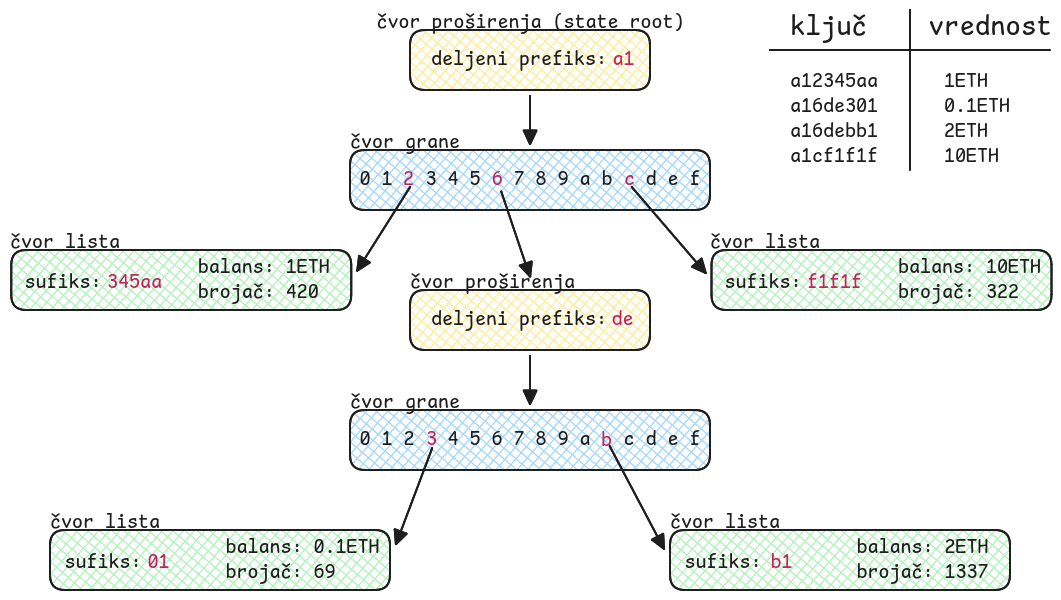 čvor proširenja (state root)
deljeni prefiks: a1
ključ vrednost
a12345aa 1ETH
a16de301 0.1ETH
a16debb1 2ETH
a1cf1f1f 10ETH
čvor grane
0 1 2 3 4 5 6 7 8 9 a b c d e f
čvor lista
sufiks: 345aa
balans: 1ETH
brojač: 420
čvor lista
sufiks: f1f1f
balans: 10ETH
brojač: 322
čvor proširenja
deljeni prefiks: de
čvor grane
0 1 2 3 4 5 6 7 8 9 a b c d e f
čvor lista
sufiks: 01
balans: 0.1ETH
brojač: 69
čvor lista
sufiks: b1
balans: 2ETH
brojač: 1337